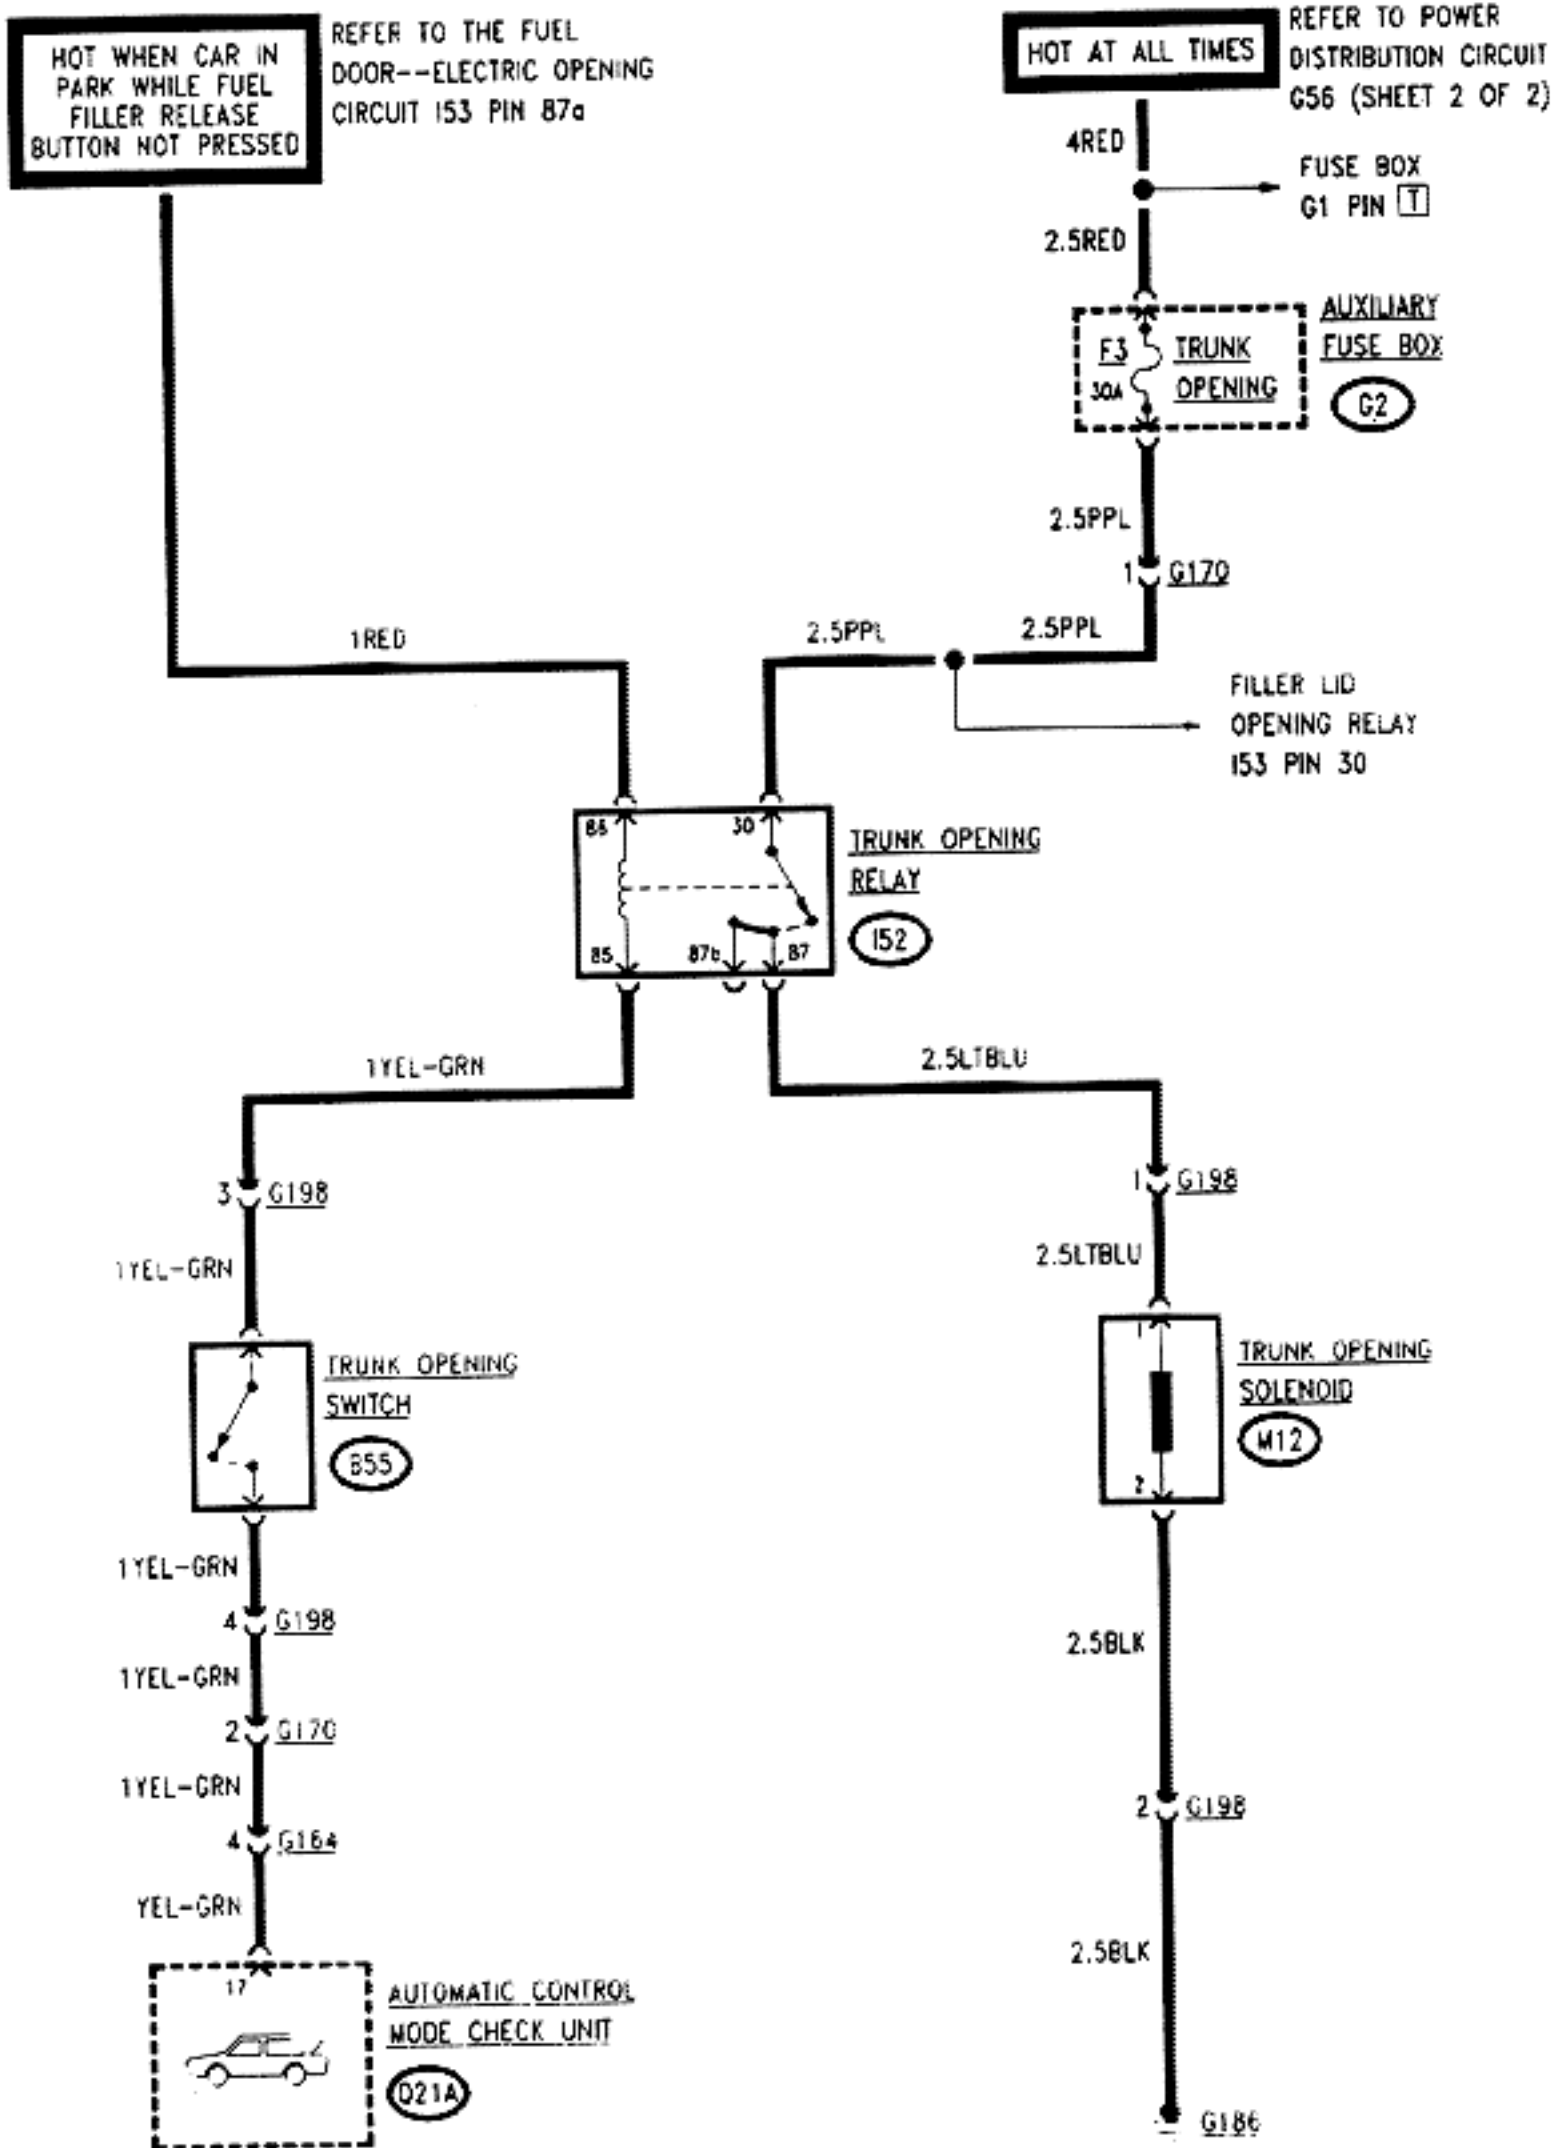 HOT WHEN CAR IN
PARK WHILE FUEL
FILLER RELEASE
BUTTON NOT PRESSED
REFER TO THE FUEL
DOOR--ELECTRIC OPENING
CIRCUIT I53 PIN 87a
HOT AT ALL TIMES
REFER TO POWER
DISTRIBUTION CIRCUIT
G56 (SHEET 2 OF 2)
4RED
FUSE BOX
G1 PIN T
2.5RED
AUXILIARY
FUSE BOX
G2
F3
30A
TRUNK
OPENING
2.5PPL
1 G170
1RED
2.5PPL
2.5PPL
FILLER LID
OPENING RELAY
I53 PIN 30
86
30
85
87b
87
TRUNK OPENING
RELAY
I52
1YEL-GRN
2.5LTBLU
3 G198
1 G198
1YEL-GRN
2.5LTBLU
TRUNK OPENING
SWITCH
B55
1
2
TRUNK OPENING
SOLENOID
M12
1YEL-GRN
4 G198
1YEL-GRN
2.5BLK
2 G170
1YEL-GRN
2 G198
4 G164
YEL-GRN
2.5BLK
17
AUTOMATIC CONTROL
MODE CHECK UNIT
Q21A
G186